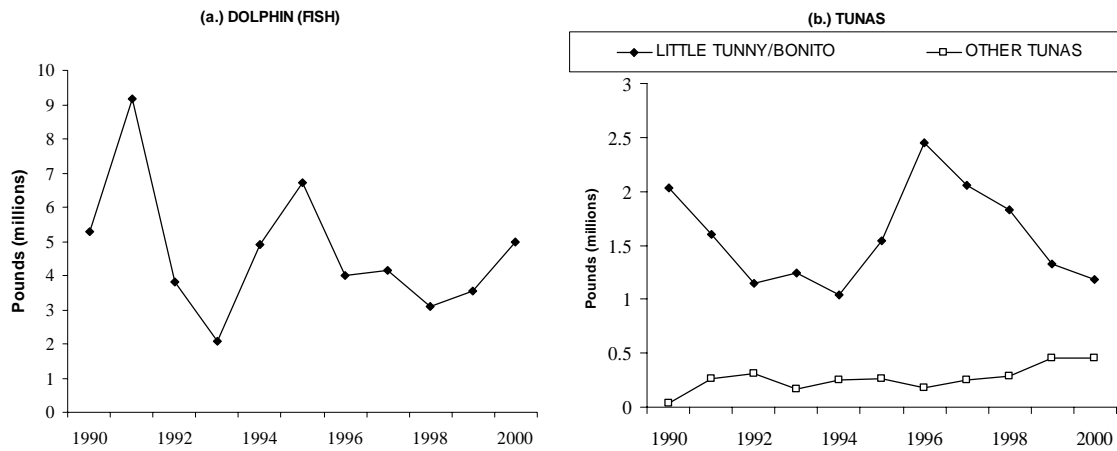 (a.) DOLPHIN (FISH)
Pounds (millions)
10
9
8
7
6
5
4
3
2
1
0
1990 1992 1994 1996 1998 2000
(b.) TUNAS
LITTLE TUNNY/BONITO OTHER TUNAS
Pounds (millions)
3
2.5
2
1.5
1
0.5
0
1990 1992 1994 1996 1998 2000